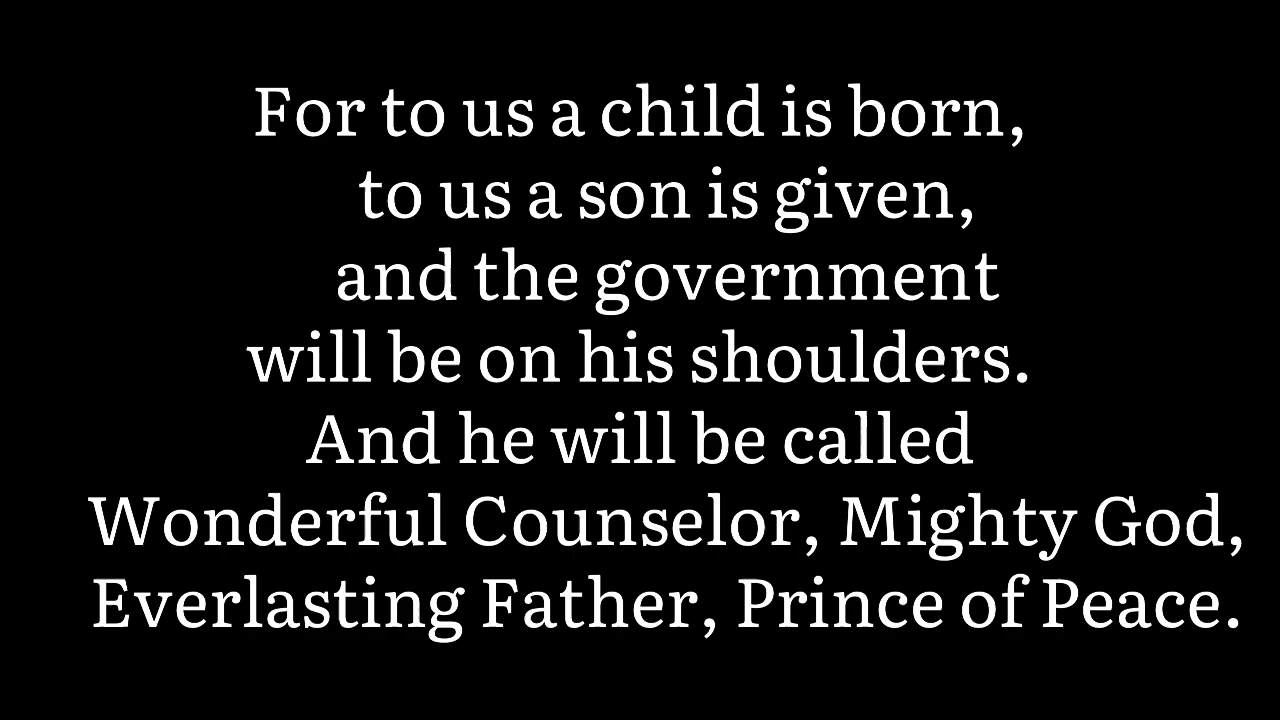 For to us a child is born,
to us a son is given,
and the government
will be on his shoulders.
And he will be called
Wonderful Counselor, Mighty God,
Everlasting Father, Prince of Peace.